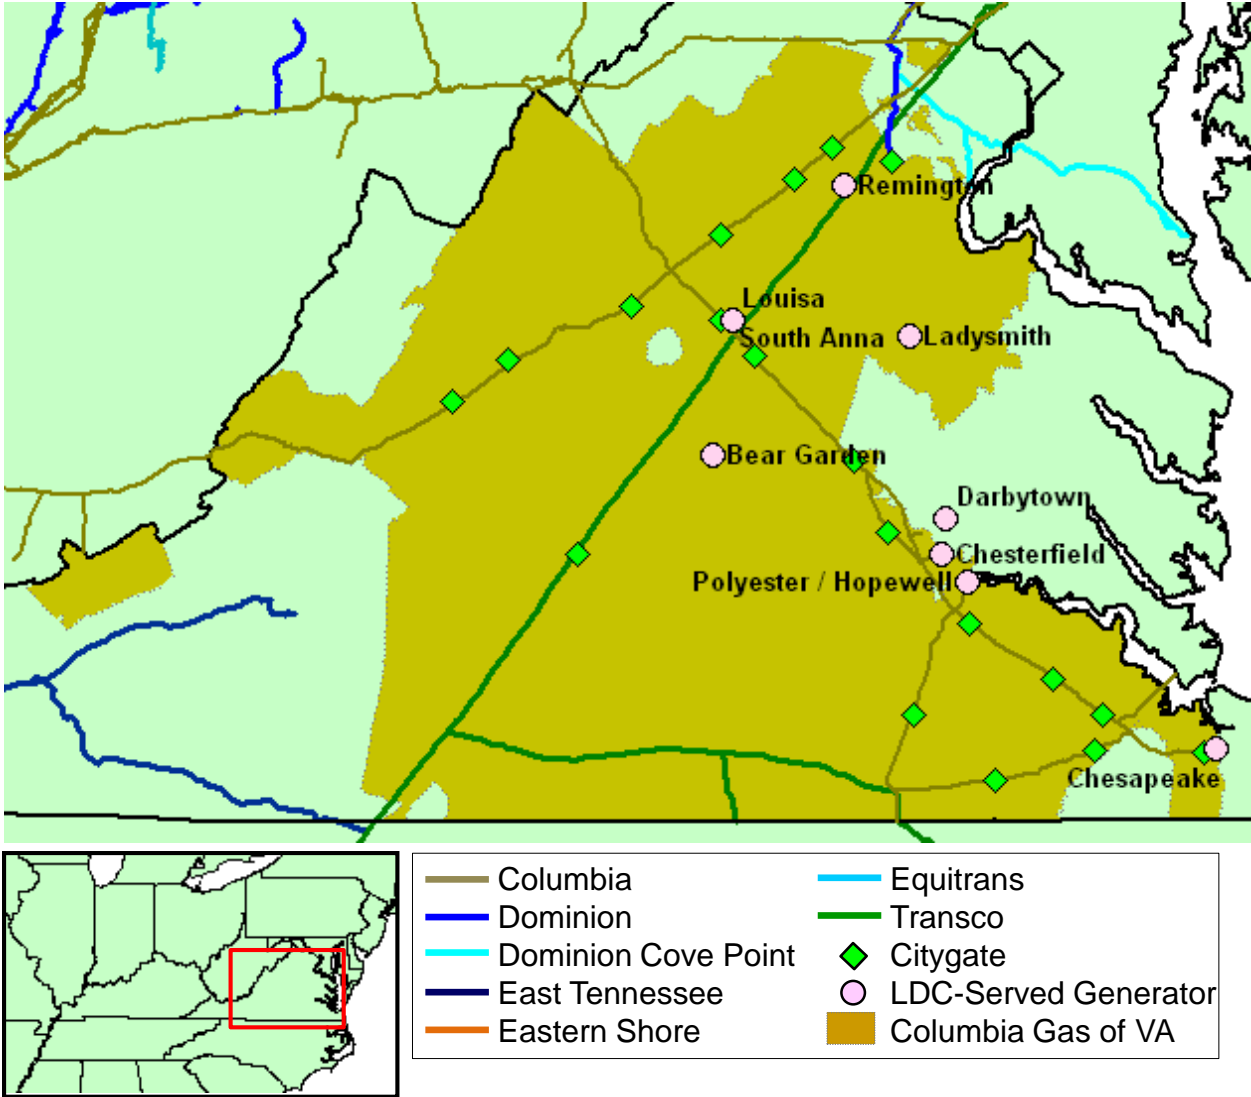 Remington
Louisa
South Anna
Ladysmith
Bear Garden
Darbytown
Chesterfield
Polyester / Hopewell
Chesapeake
Columbia
Dominion
Dominion Cove Point
East Tennessee
Eastern Shore
Equitrans
Transco
Citygate
LDC-Served Generator
Columbia Gas of VA